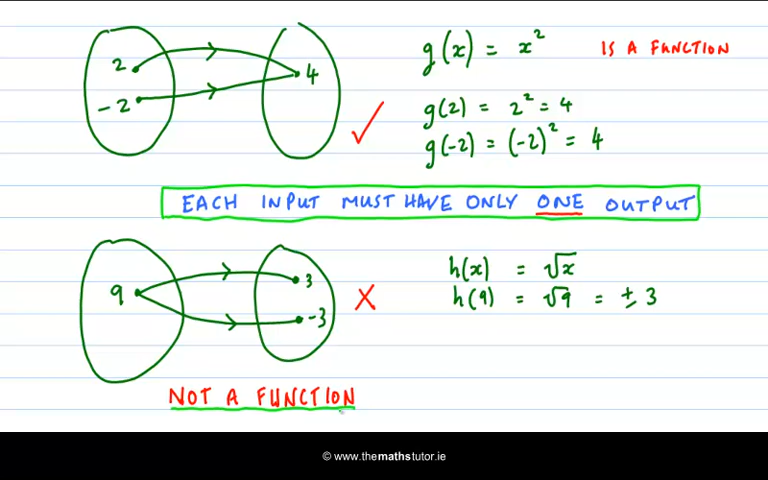 2
-2
4
g(x) = x²
IS A FUNCTION
g(2) = 2² = 4
g(-2) = (-2)² = 4
EACH INPUT MUST HAVE ONLY ONE OUTPUT
9
3
-3
h(x) = √x
h(9) = √9 = ± 3
NOT A FUNCTION
© www.themathstutor.ie